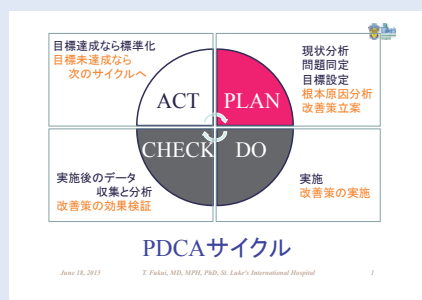 目標達成なら標準化
目標未達成なら
次のサイクルへ
現状分析
問題同定
目標設定
根本原因分析
改善策立案
ACT
PLAN
CHECK
DO
実施後のデータ
収集と分析
改善策の効果検証
実施
改善策の実施
PDCAサイクル
June 18, 2015
T. Fukui, MD, MPH, PhD, St. Luke's International Hospital
1